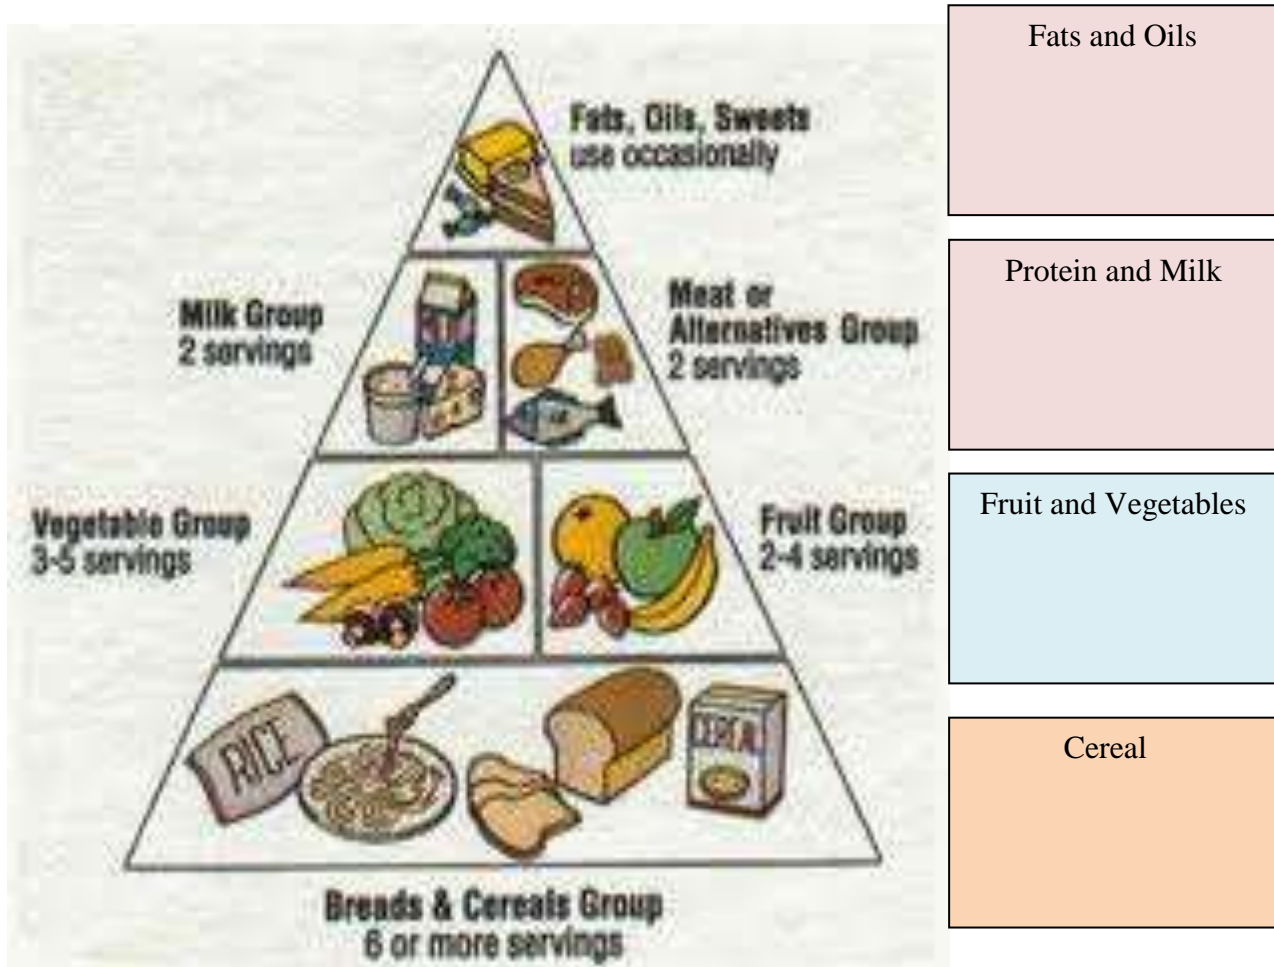 Fats, Oils, Sweets
use occasionally
Milk Group
2 servings
Meat or
Alternatives Group
2 servings
Vegetable Group
3-5 servings
Fruit Group
2-4 servings
RICE
CEREAL
Breads & Cereals Group
6 or more servings
Fats and Oils
Protein and Milk
Fruit and Vegetables
Cereal